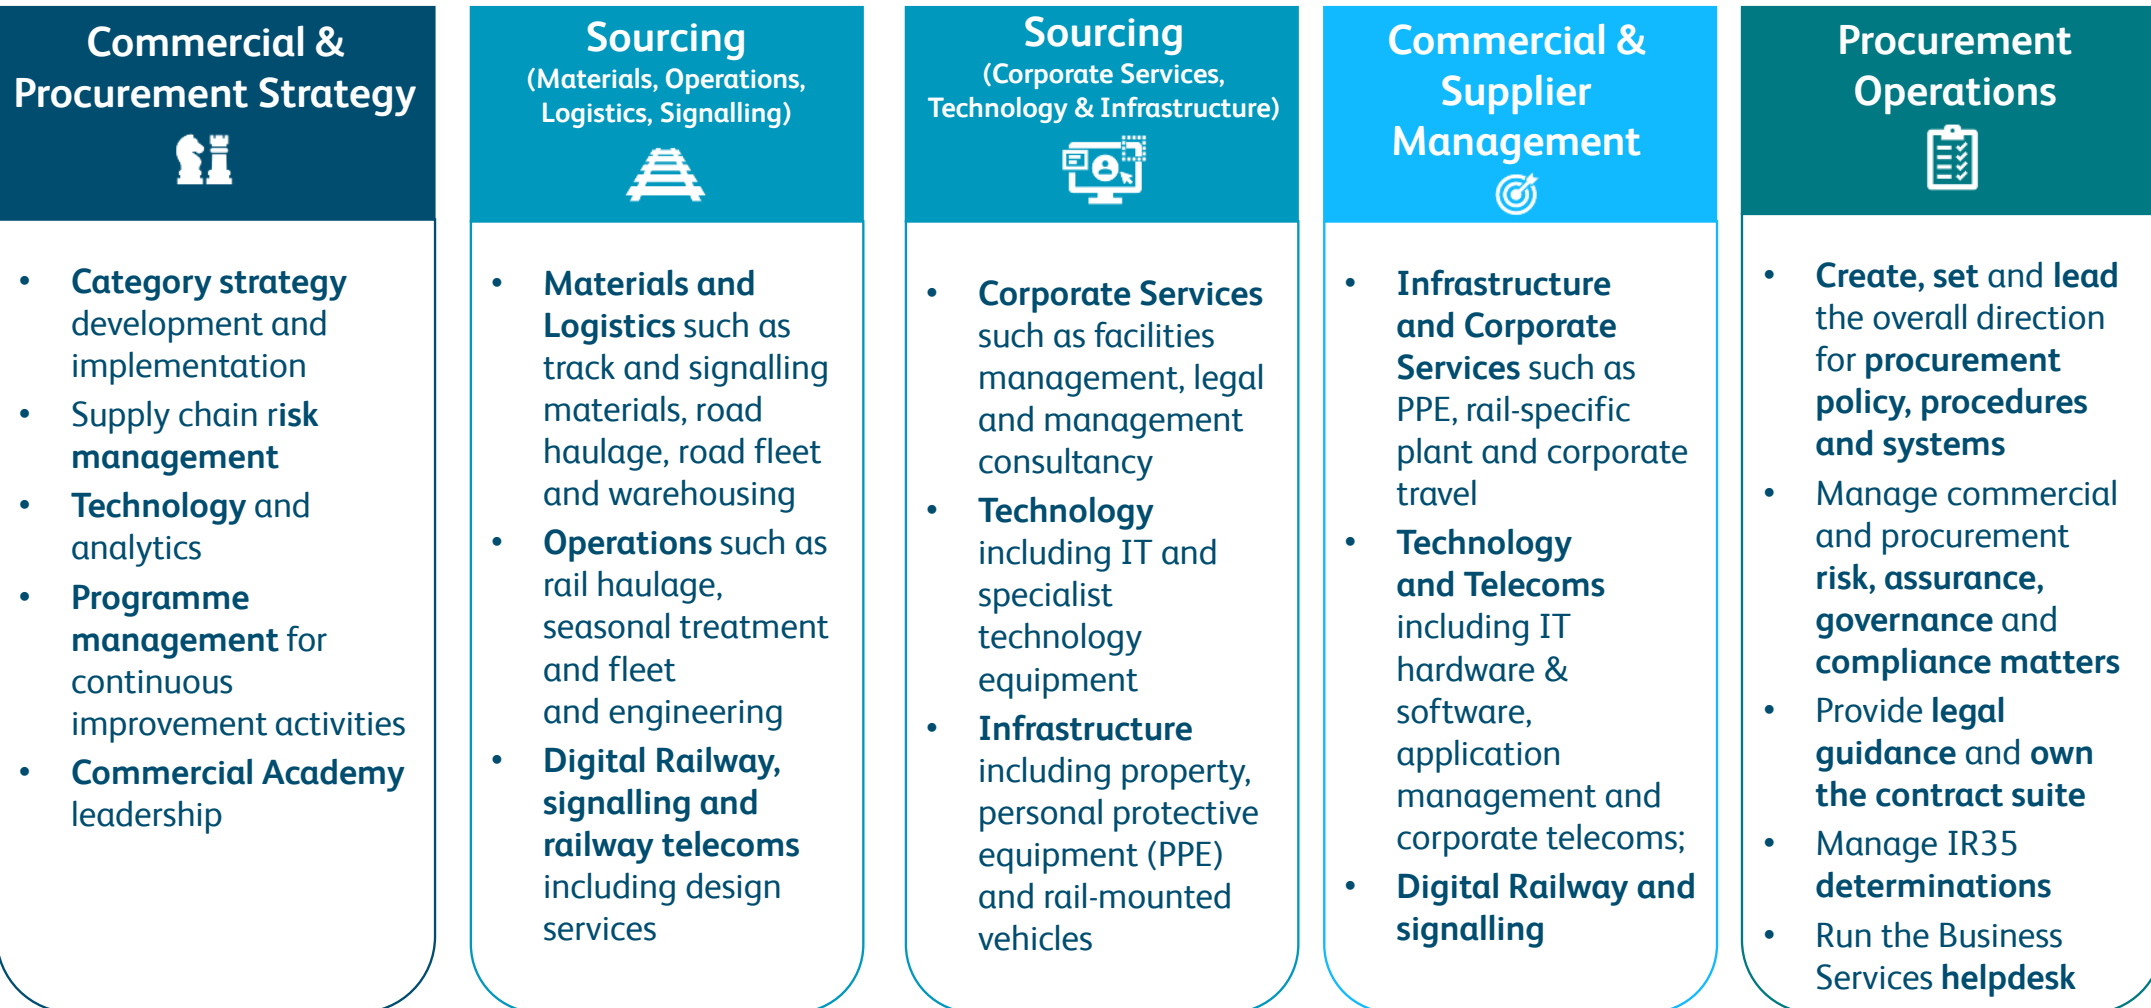 Commercial &
Procurement Strategy
• Category strategy
development and
implementation
• Supply chain risk
management
• Technology and
analytics
• Programme
management for
continuous
improvement activities
• Commercial Academy
leadership
Sourcing
(Materials, Operations,
Logistics, Signalling)
• Materials and
Logistics such as
track and signalling
materials, road
haulage, road fleet
and warehousing
• Operations such as
rail haulage,
seasonal treatment
and fleet
and engineering
• Digital Railway,
signalling and
railway telecoms
including design
services
Sourcing
(Corporate Services,
Technology & Infrastructure)
• Corporate Services
such as facilities
management, legal
and management
consultancy
• Technology
including IT and
specialist
technology
equipment
• Infrastructure
including property,
personal protective
equipment (PPE)
and rail-mounted
vehicles
Commercial &
Supplier
Management
• Infrastructure
and Corporate
Services such as
PPE, rail-specific
plant and corporate
travel
• Technology
and Telecoms
including IT
hardware &
software,
application
management and
corporate telecoms;
• Digital Railway and
signalling
Procurement
Operations
• Create, set and lead
the overall direction
for procurement
policy, procedures
and systems
• Manage commercial
and procurement
risk, assurance,
governance and
compliance matters
• Provide legal
guidance and own
the contract suite
• Manage IR35
determinations
• Run the Business
Services helpdesk